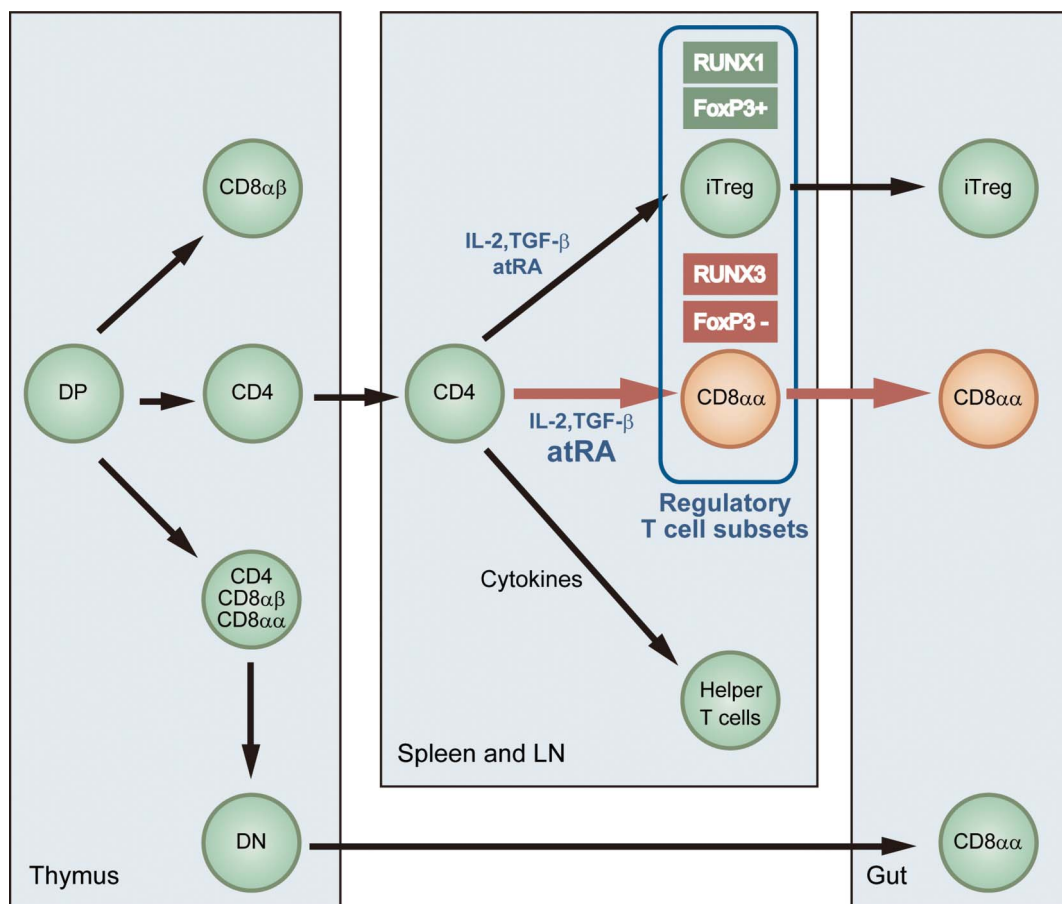 CD8αβ
DP
CD4
CD4
CD8αβ
CD8αα
DN
Thymus
RUNX1
FoxP3+
iTreg
IL-2,TGF-β
atRA
RUNX3
FoxP3 -
CD4
CD8αα
IL-2,TGF-β
atRA
Regulatory
T cell subsets
Cytokines
Helper
T cells
Spleen and LN
iTreg
CD8αα
CD8αα
Gut